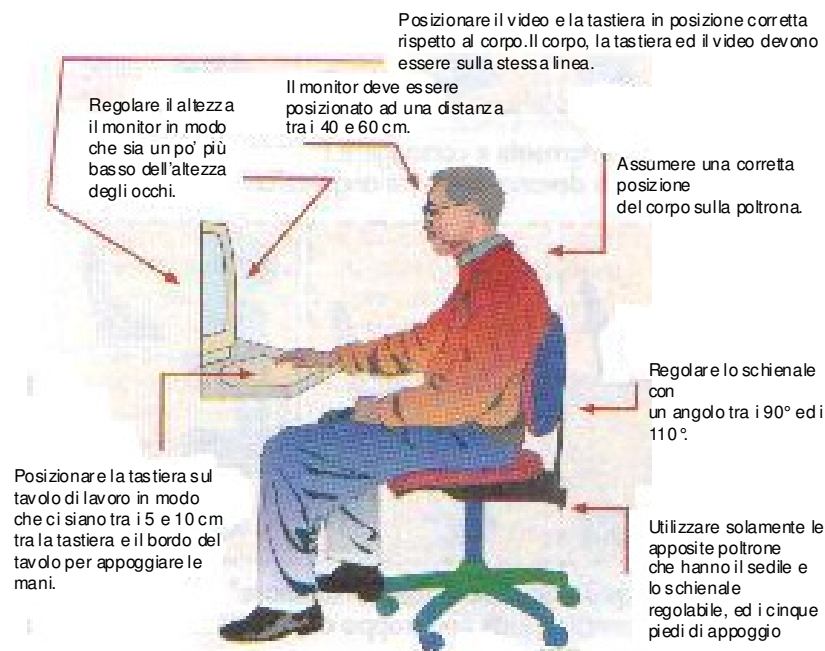 Posizionare il video e la tastiera in posizione corretta
rispetto al corpo.Il corpo, la tastiera ed il video devono
essere sulla stessa linea.
Regolare il altezza
il monitor in modo
che sia un po' più
basso dell'altezza
degli occhi.
Il monitor deve essere
posizionato ad una distanza
tra i 40 e 60 cm.
Assumere una corretta
posizione
del corpo sulla poltrona.
Regolare lo schienale
con
un angolo tra i 90° ed i
110°.
Posizionare la tastiera sul
tavolo di lavoro in modo
che ci siano tra i 5 e 10 cm
tra la tastiera e il bordo del
tavolo per appoggiare le
mani.
Utilizzare solamente le
apposite poltrone
che hanno il sedile e
lo schienale
regolabile, ed i cinque
piedi di appoggio